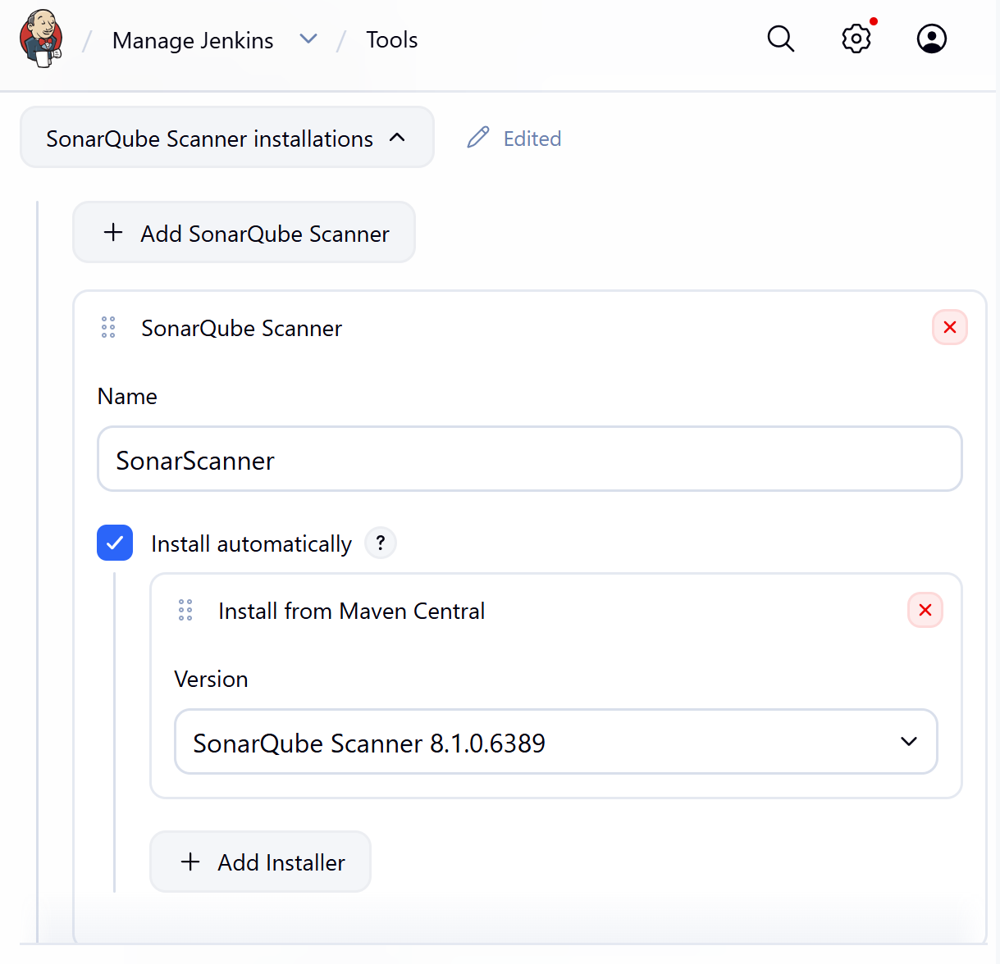 / Manage Jenkins / Tools
SonarQube Scanner installations Edited
+ Add SonarQube Scanner
SonarQube Scanner
Name
SonarScanner
Install automatically ?
Install from Maven Central
Version
SonarQube Scanner 8.1.0.6389
+ Add Installer